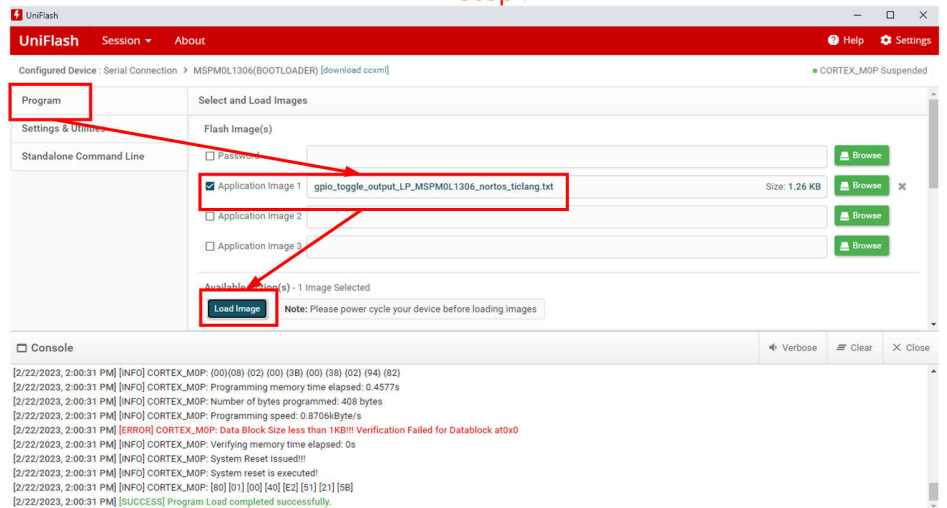 UniFlash
UniFlash Session About Help Settings
Configured Device : Serial Connection > MSPM0L1306(BOOTLOADER) [download ccxml] CORTEX_M0P Suspended
Program Select and Load Images
Settings & Utilities Flash Image(s)
Standalone Command Line Password Browse
Application Image 1 gpio_toggle_output_LP_MSPM0L1306_nortos_ticlang.txt Size: 1.26 KB Browse
Application Image 2 Browse
Application Image 3 Browse
Available Action(s) - 1 Image Selected
Load Image Note: Please power cycle your device before loading images
Console Verbose Clear Close
[2/22/2023, 2:00:31 PM] [INFO] CORTEX_M0P: {00}{08} {02} {00} {3B} {00} {38} {02} {94} {82}
[2/22/2023, 2:00:31 PM] [INFO] CORTEX_M0P: Programming memory time elapsed: 0.4577s
[2/22/2023, 2:00:31 PM] [INFO] CORTEX_M0P: Number of bytes programmed: 408 bytes
[2/22/2023, 2:00:31 PM] [INFO] CORTEX_M0P: Programming speed: 0.8706kByte/s
[2/22/2023, 2:00:31 PM] [ERROR] CORTEX_M0P: Data Block Size less than 1KB!!! Verification Failed for Datablock at0x0
[2/22/2023, 2:00:31 PM] [INFO] CORTEX_M0P: Verifying memory time elapsed: 0s
[2/22/2023, 2:00:31 PM] [INFO] CORTEX_M0P: System Reset Issued!!!
[2/22/2023, 2:00:31 PM] [INFO] CORTEX_M0P: System reset is executed!
[2/22/2023, 2:00:31 PM] [INFO] CORTEX_M0P: [80] [01] [00] [40] [E2] [51] [21] [5B]
[2/22/2023, 2:00:31 PM] [SUCCESS] Program Load completed successfully.